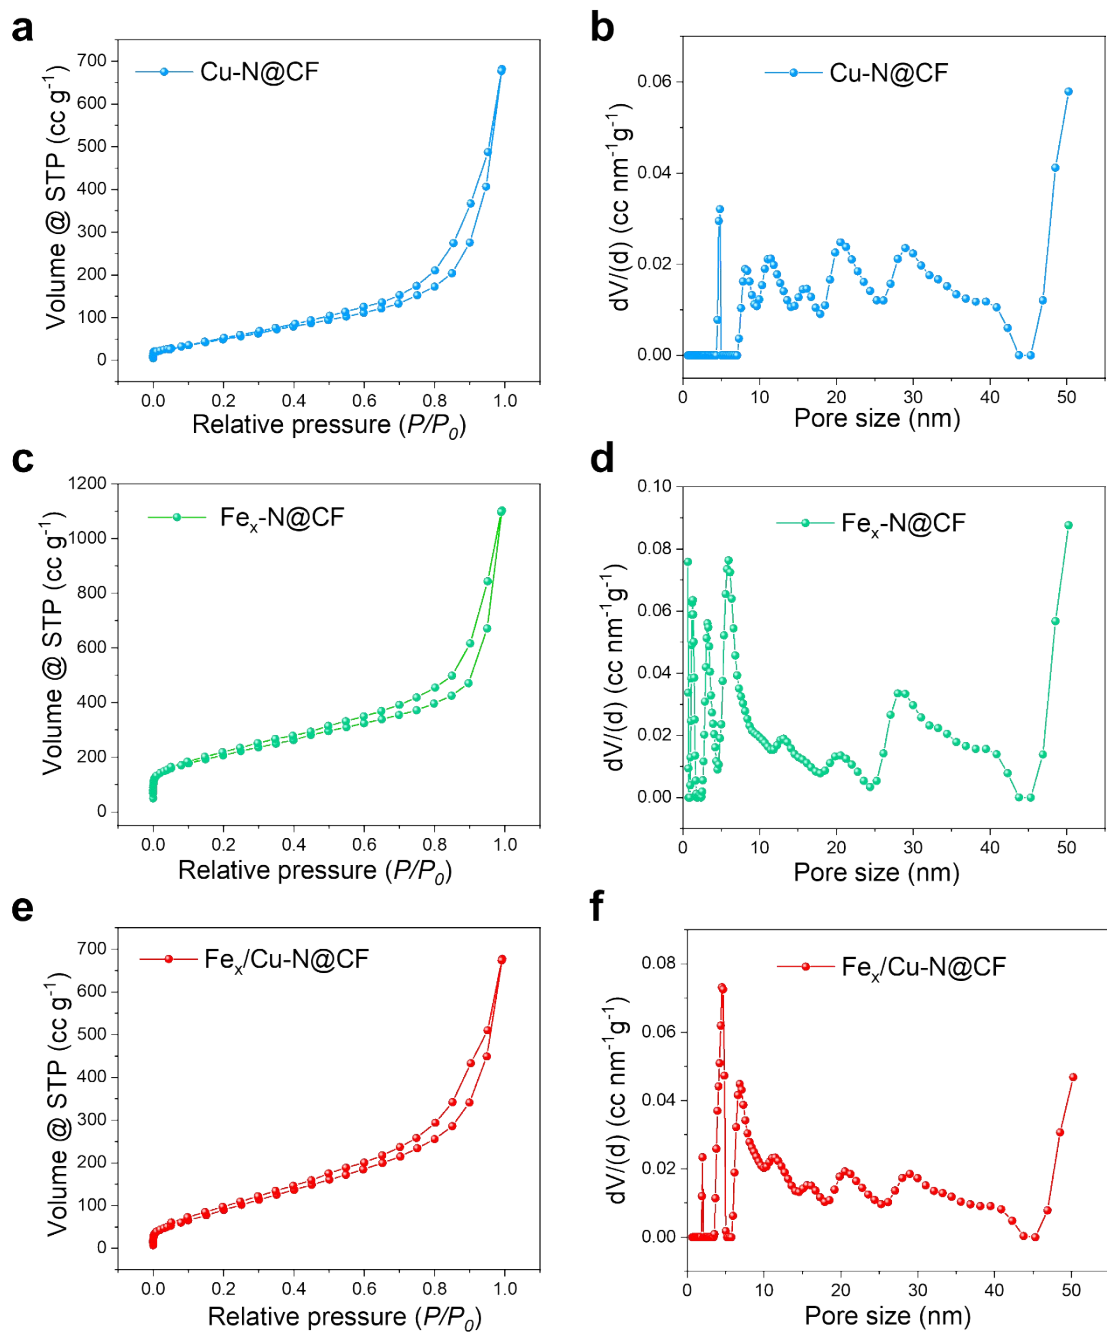 a
Cu-N@CF
Volume @ STP (cc g⁻¹)
700
600
500
400
300
200
100
0
0.0 0.2 0.4 0.6 0.8 1.0
Relative pressure (P/P₀)
b
Cu-N@CF
dV/(d) (cc nm⁻¹g⁻¹)
0.06
0.04
0.02
0.00
0 10 20 30 40 50
Pore size (nm)
c
Feₓ-N@CF
Volume @ STP (cc g⁻¹)
1200
1000
800
600
400
200
0
0.0 0.2 0.4 0.6 0.8 1.0
Relative pressure (P/P₀)
d
Feₓ-N@CF
dV/(d) (cc nm⁻¹g⁻¹)
0.10
0.08
0.06
0.04
0.02
0.00
0 10 20 30 40 50
Pore size (nm)
e
Feₓ/Cu-N@CF
Volume @ STP (cc g⁻¹)
700
600
500
400
300
200
100
0
0.0 0.2 0.4 0.6 0.8 1.0
Relative pressure (P/P₀)
f
Feₓ/Cu-N@CF
dV/(d) (cc nm⁻¹g⁻¹)
0.08
0.06
0.04
0.02
0.00
0 10 20 30 40 50
Pore size (nm)